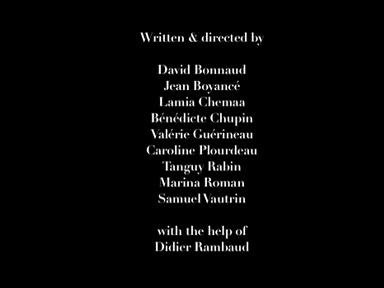 Written & directed by
David Bonnaud
Jean Boyancé
Lamia Chemaa
Bénédicte Chupin
Valérie Guérineau
Caroline Plourdeau
Tanguy Rabin
Marina Roman
Samuel Vautrin
with the help of
Didier Rambaud